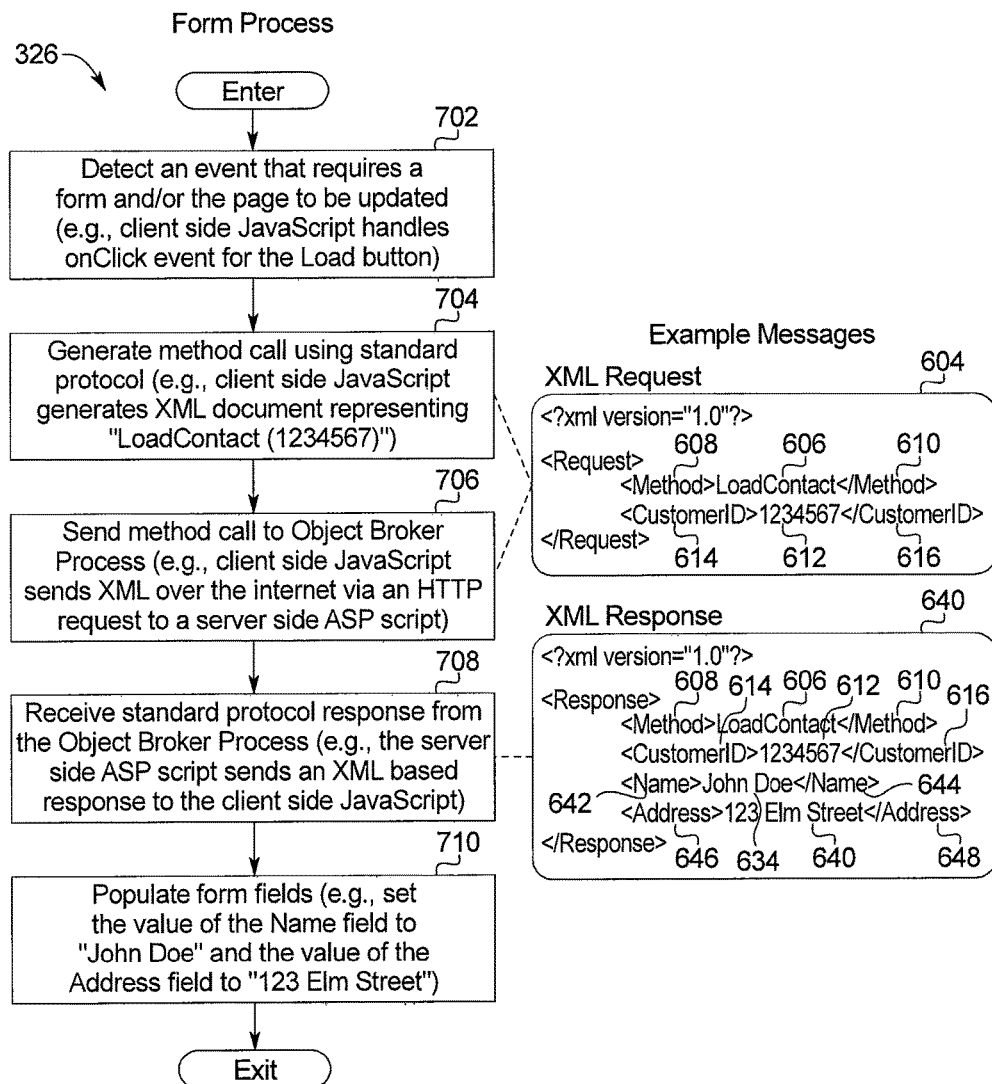 Form Process
326
Enter
702
Detect an event that requires a
form and/or the page to be updated
(e.g., client side JavaScript handles
onClick event for the Load button)
704
Generate method call using standard
protocol (e.g., client side JavaScript
generates XML document representing
"LoadContact (1234567)")
706
Send method call to Object Broker
Process (e.g., client side JavaScript
sends XML over the internet via an HTTP
request to a server side ASP script)
708
Receive standard protocol response from
the Object Broker Process (e.g., the server
side ASP script sends an XML based
response to the client side JavaScript)
710
Populate form fields (e.g., set
the value of the Name field to
"John Doe" and the value of the
Address field to "123 Elm Street")
Exit
Example Messages
XML Request
604
<?xml version="1.0"?>
608 606 610
<Request>
<Method>LoadContact</Method>
<CustomerID>1234567</CustomerID>
</Request>
614 612 616
XML Response
640
<?xml version="1.0"?>
<Response> 608 614 606 612 610 616
<Method>LoadContact</Method>
<CustomerID>1234567</CustomerID>
<Name>John Doe</Name>
642 644
<Address>123 Elm Street</Address>
</Response>
646 634 640 648